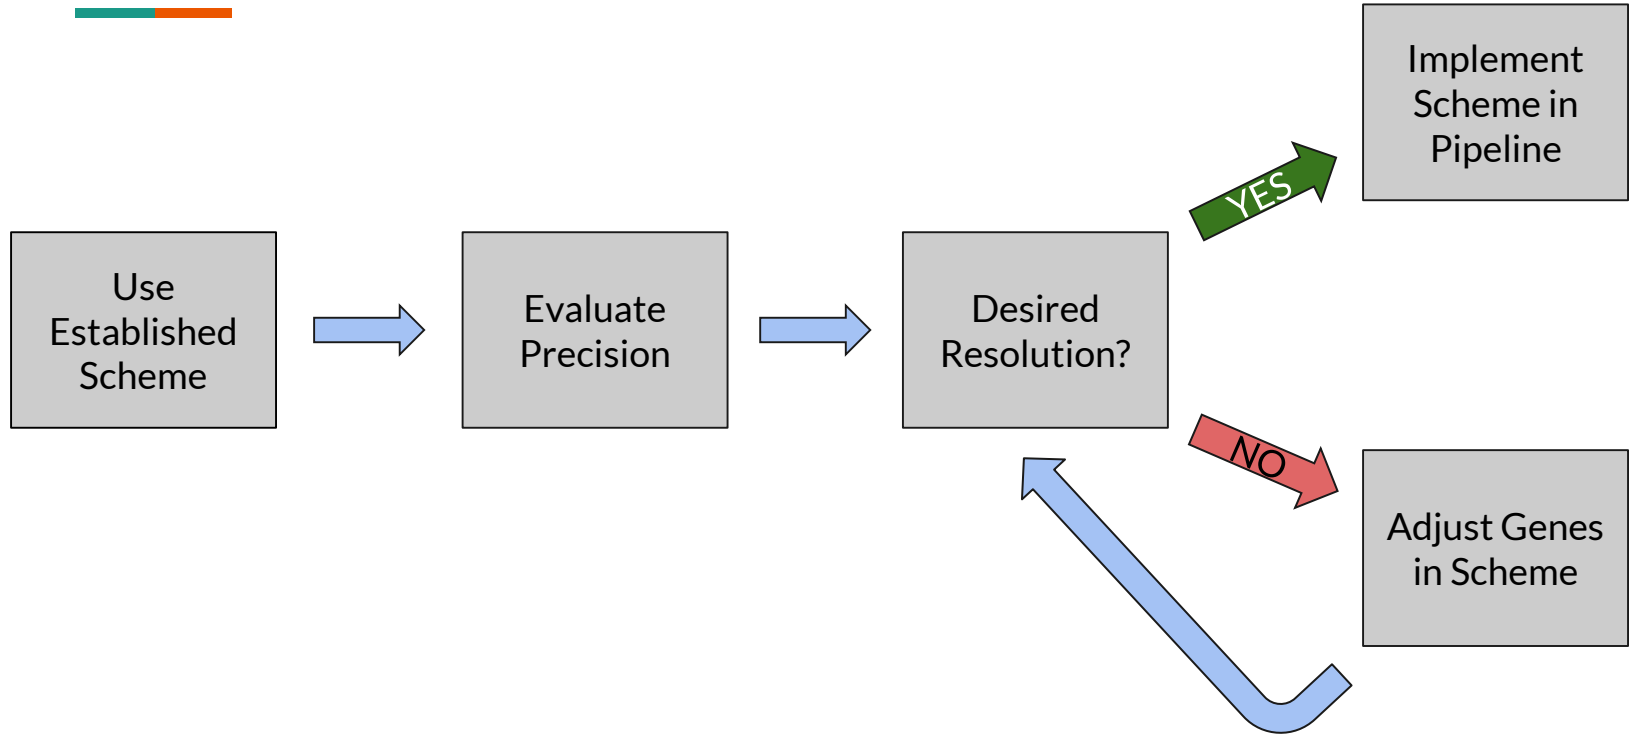 Use
Established
Scheme
Evaluate
Precision
Desired
Resolution?
YES
Implement
Scheme in
Pipeline
NO
Adjust Genes
in Scheme